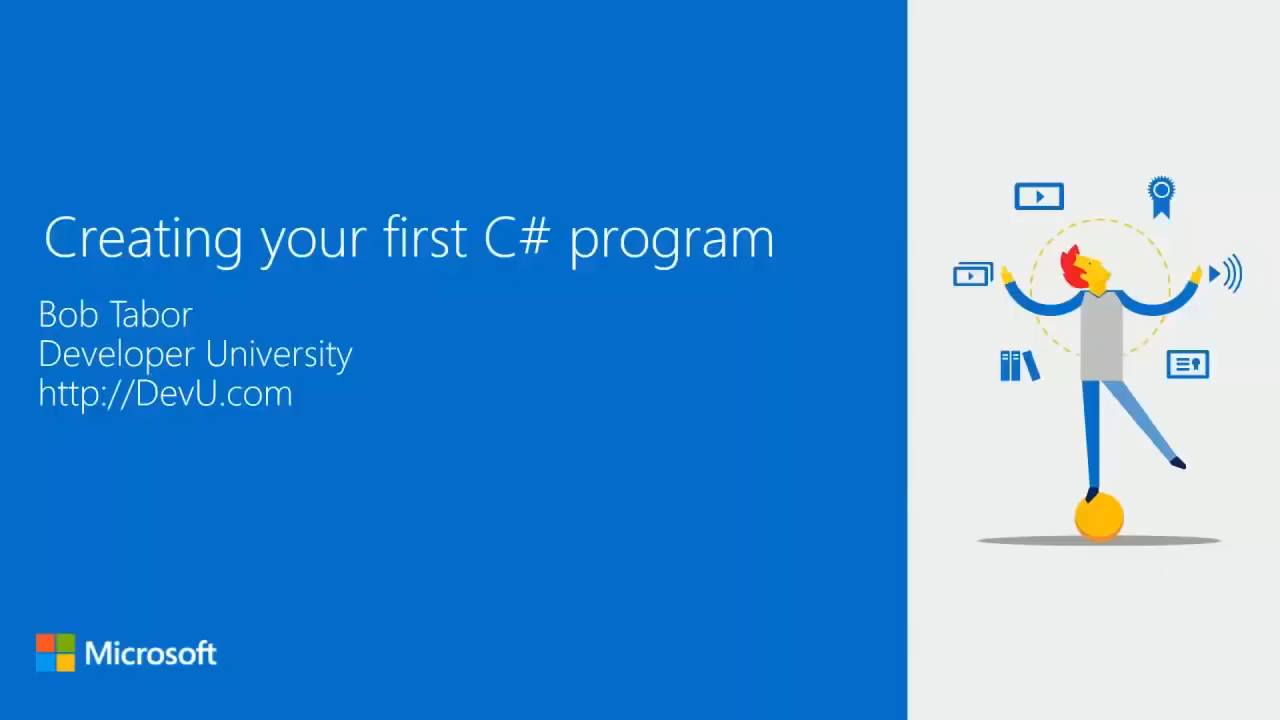 Creating your first C# program
Bob Tabor
Developer University
http://DevU.com
Microsoft